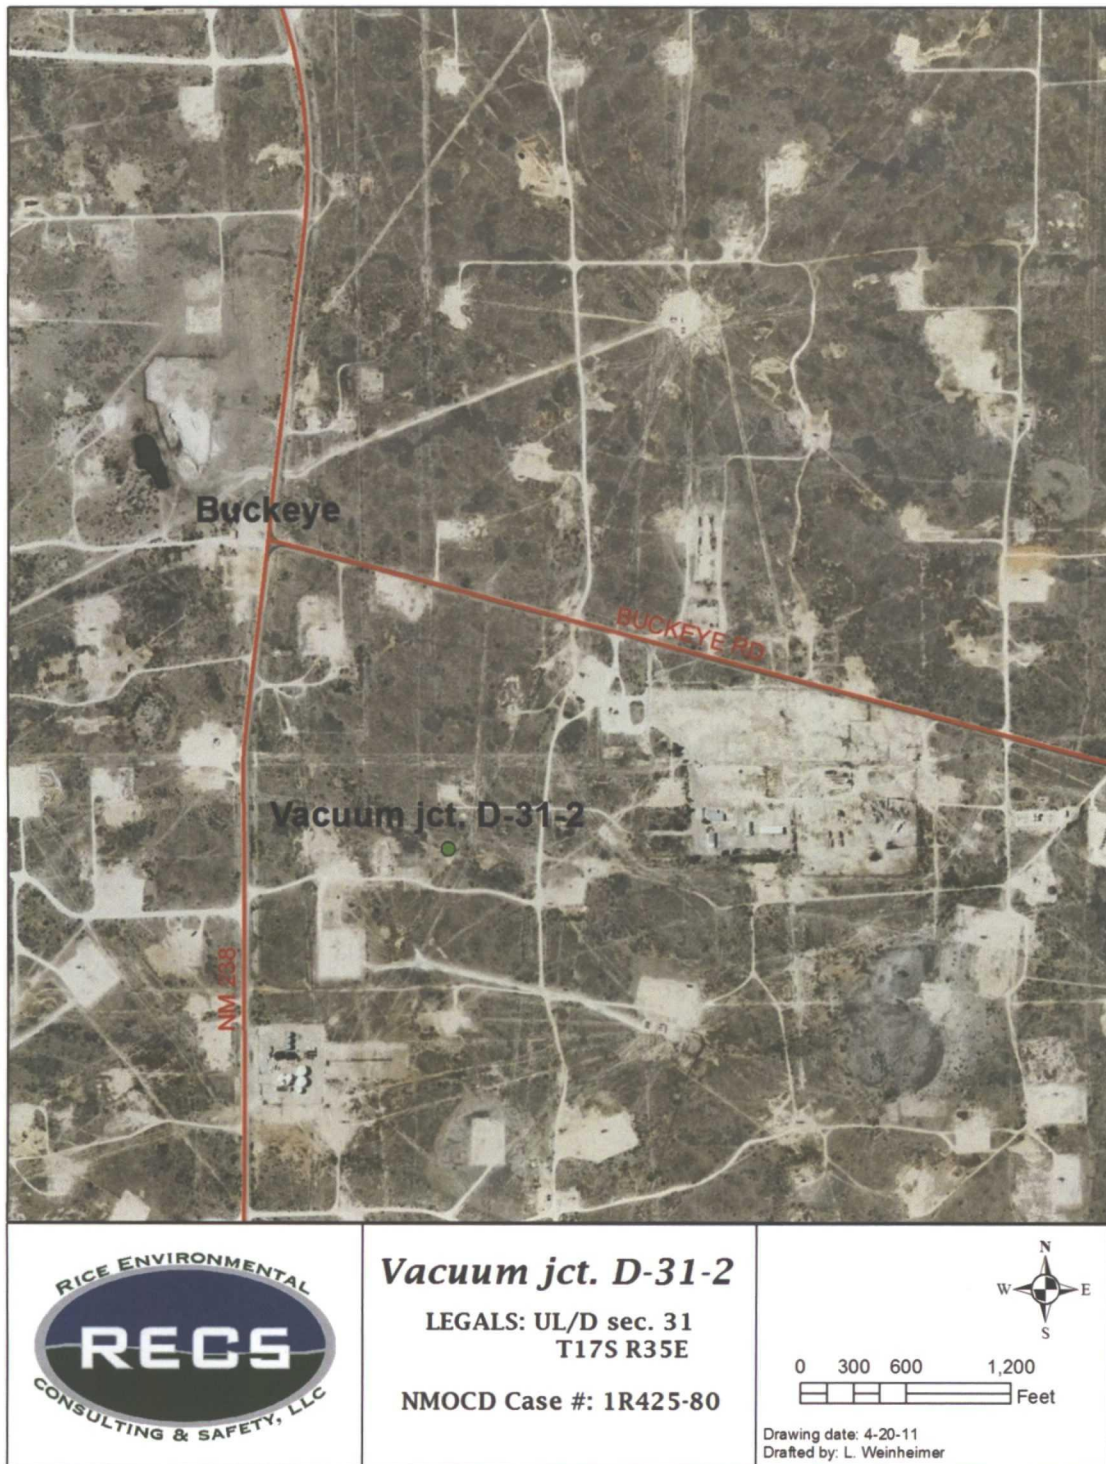 Buckeye
BUCKEYE RD
Vacuum jct. D-31-2
NM 238
RICE ENVIRONMENTAL
RECS
CONSULTING & SAFETY, LLC
Vacuum jct. D-31-2
LEGALS: UL/D sec. 31
T17S R35E
NMOCD Case #: 1R425-80
N
W E
S
0 300 600 1,200
Feet
Drawing date: 4-20-11
Drafted by: L. Weinheimer